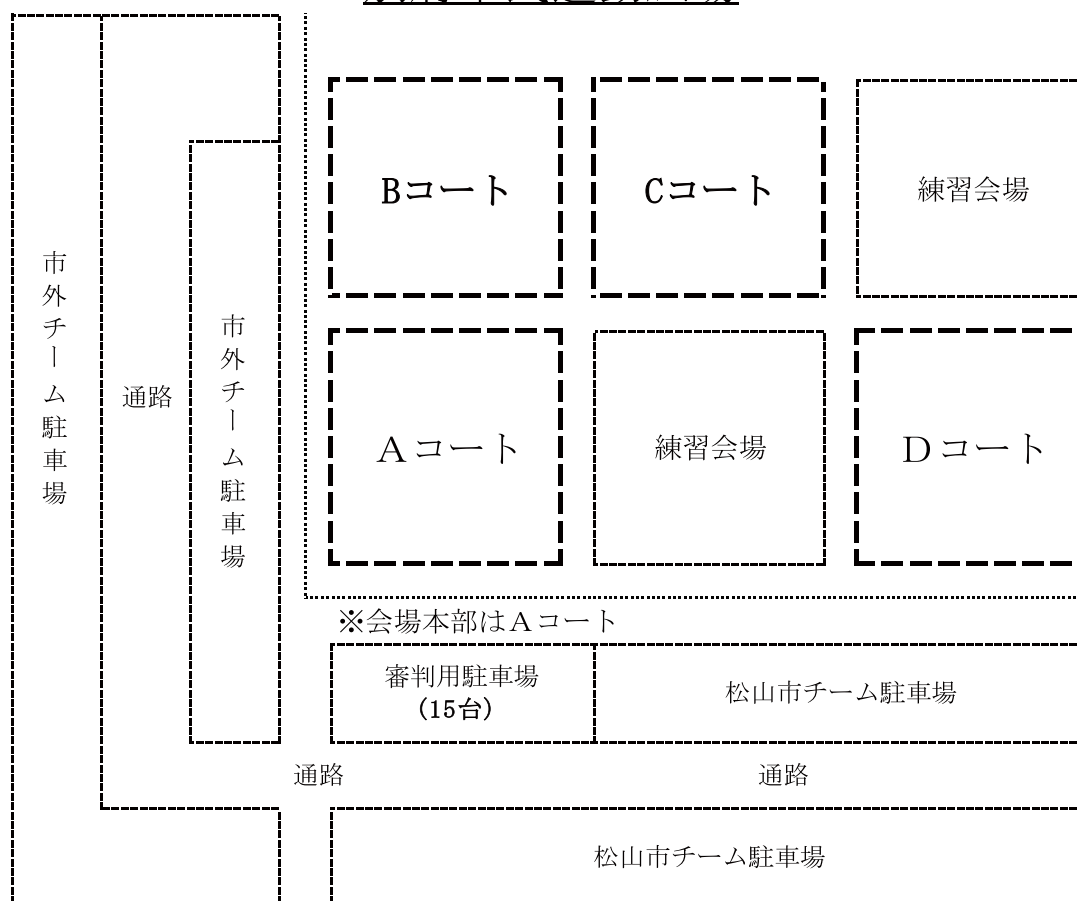 Bコート
Cコート
練習会場
市外チーム駐車場
市外チーム駐車場
通路
Aコート
練習会場
Dコート
※会場本部はAコート
審判用駐車場
(15台)
松山市チーム駐車場
通路
通路
松山市チーム駐車場